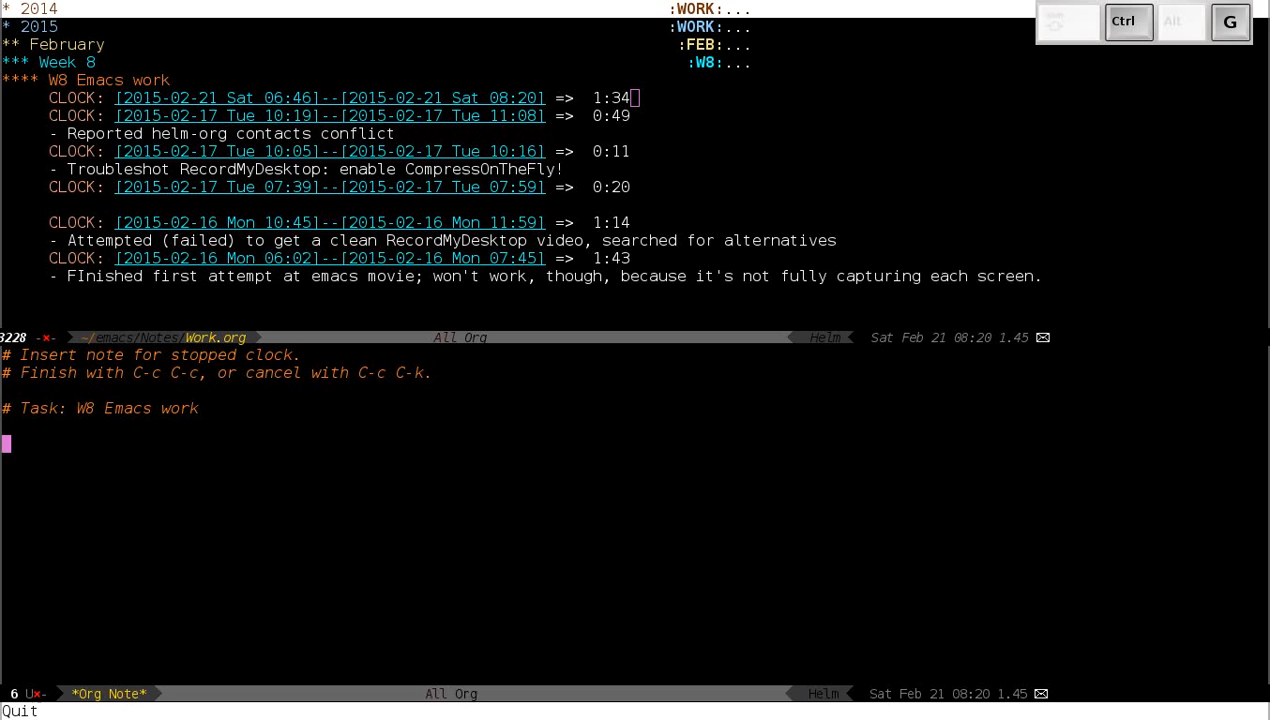 * 2014 :WORK:...
* 2015 :WORK:...
** February :FEB:...
*** Week 8 :W8:...
**** W8 Emacs work
CLOCK: [2015-02-21 Sat 06:46]--[2015-02-21 Sat 08:20] => 1:34
CLOCK: [2015-02-17 Tue 10:19]--[2015-02-17 Tue 11:08] => 0:49
- Reported helm-org contacts conflict
CLOCK: [2015-02-17 Tue 10:05]--[2015-02-17 Tue 10:16] => 0:11
- Troubleshot RecordMyDesktop: enable CompressOnTheFly!
CLOCK: [2015-02-17 Tue 07:39]--[2015-02-17 Tue 07:59] => 0:20
CLOCK: [2015-02-16 Mon 10:45]--[2015-02-16 Mon 11:59] => 1:14
- Attempted (failed) to get a clean RecordMyDesktop video, searched for alternatives
CLOCK: [2015-02-16 Mon 06:02]--[2015-02-16 Mon 07:45] => 1:43
- FInished first attempt at emacs movie; won't work, though, because it's not fully capturing each screen.
3228 -×- ~/emacs/Notes/Work.org All Org Helm Sat Feb 21 08:20 1.45
# Insert note for stopped clock.
# Finish with C-c C-c, or cancel with C-c C-k.
# Task: W8 Emacs work
6 U×- *Org Note* All Org Helm Sat Feb 21 08:20 1.45
Quit
Ctrl Alt G